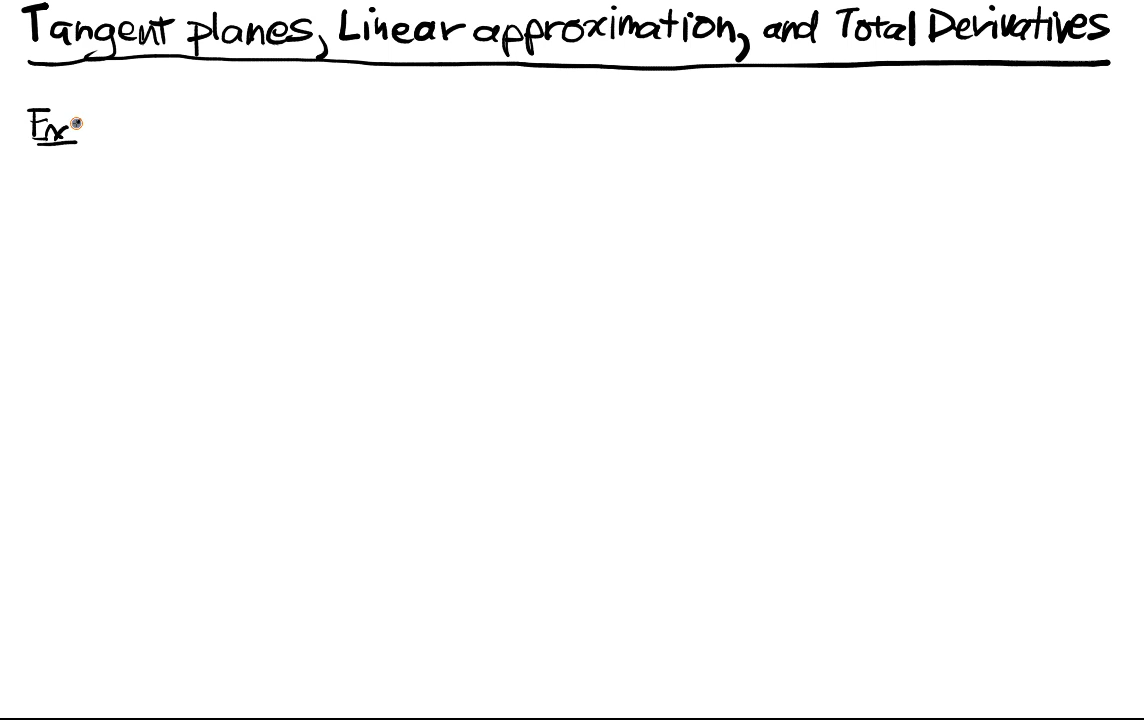 Tangent planes, Linear approximation, and Total Derivatives
Ex